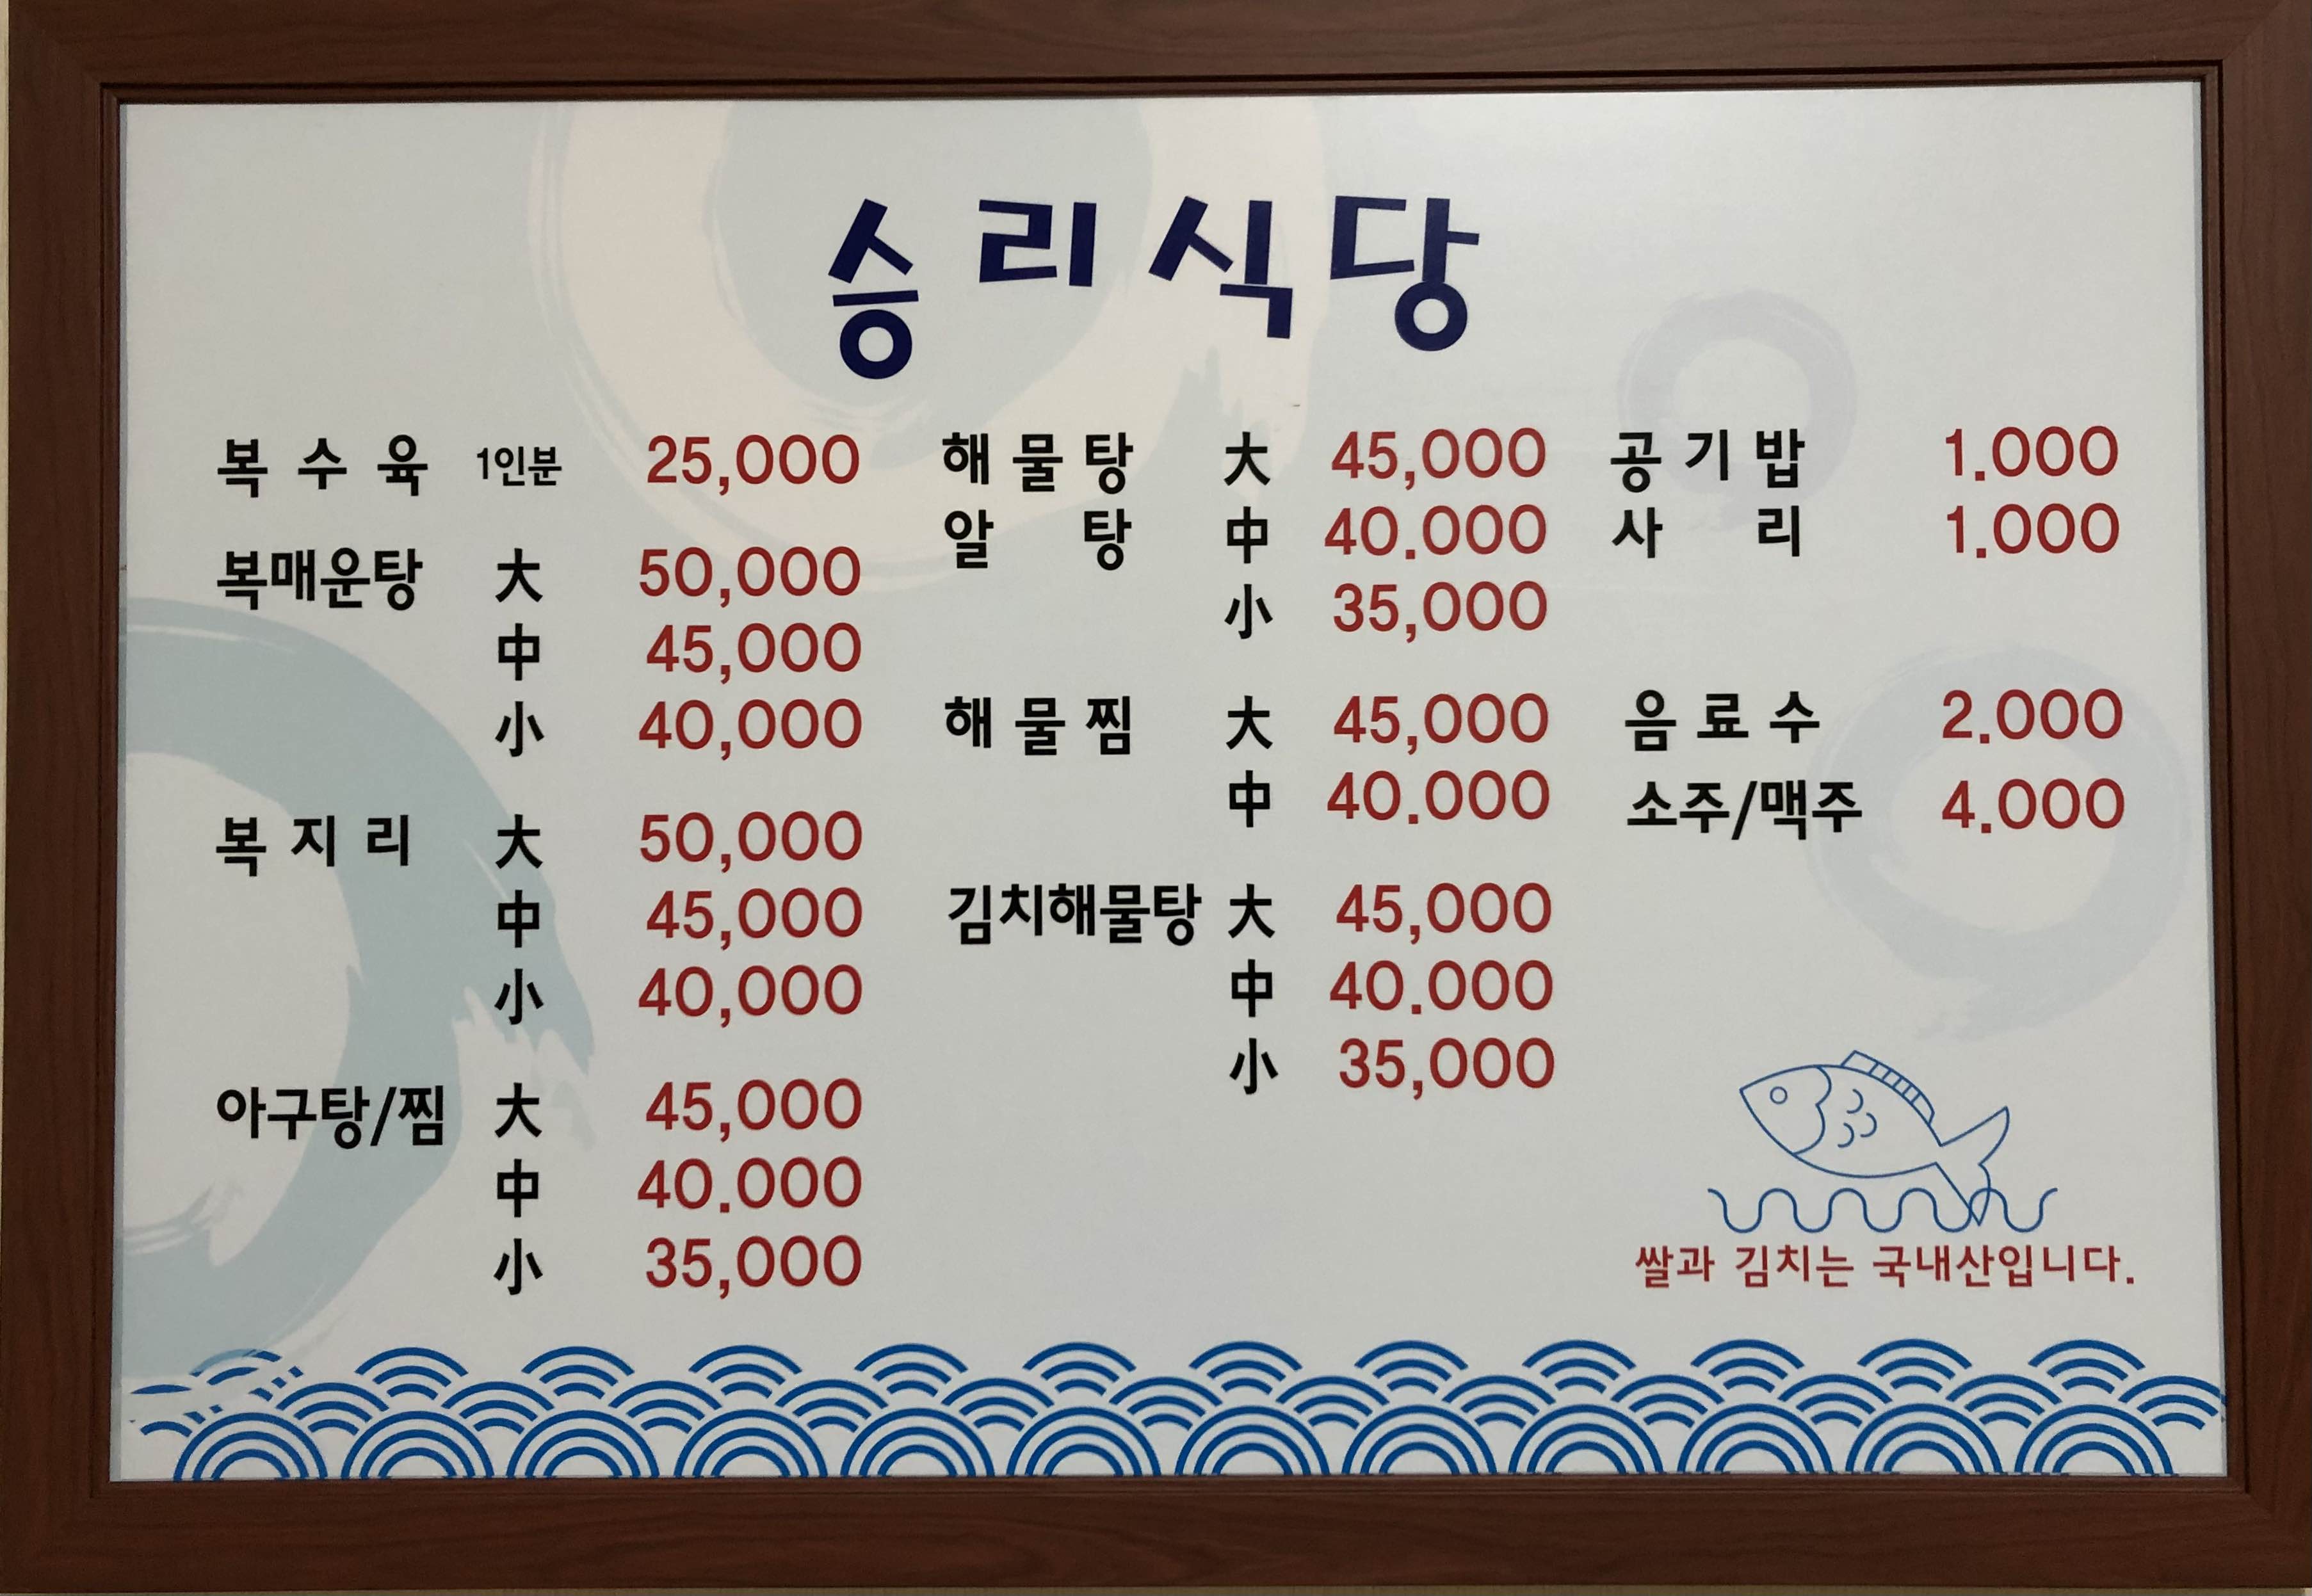 승리식당
복수육 1인분 25,000
복매운탕 大 50,000
中 45,000
小 40,000
복지리 大 50,000
中 45,000
小 40,000
아구탕/찜 大 45,000
中 40.000
小 35,000
해물탕 大 45,000
알탕 中 40.000
小 35,000
해물찜 大 45,000
中 40.000
김치해물탕 大 45,000
中 40.000
小 35,000
공기밥 1.000
사리 1.000
음료수 2.000
소주/맥주 4.000
쌀과 김치는 국내산입니다.